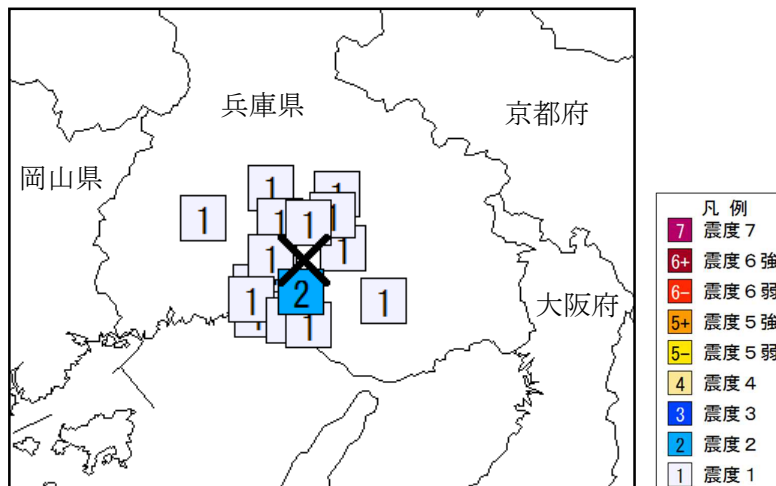 兵庫県
京都府
岡山県
大阪府
1
1
1
1
1
1
1
1
1
2
1
1
凡 例
7 震度 7
6+ 震度 6 強
6- 震度 6 弱
5+ 震度 5 強
5- 震度 5 弱
4 震度 4
3 震度 3
2 震度 2
1 震度 1